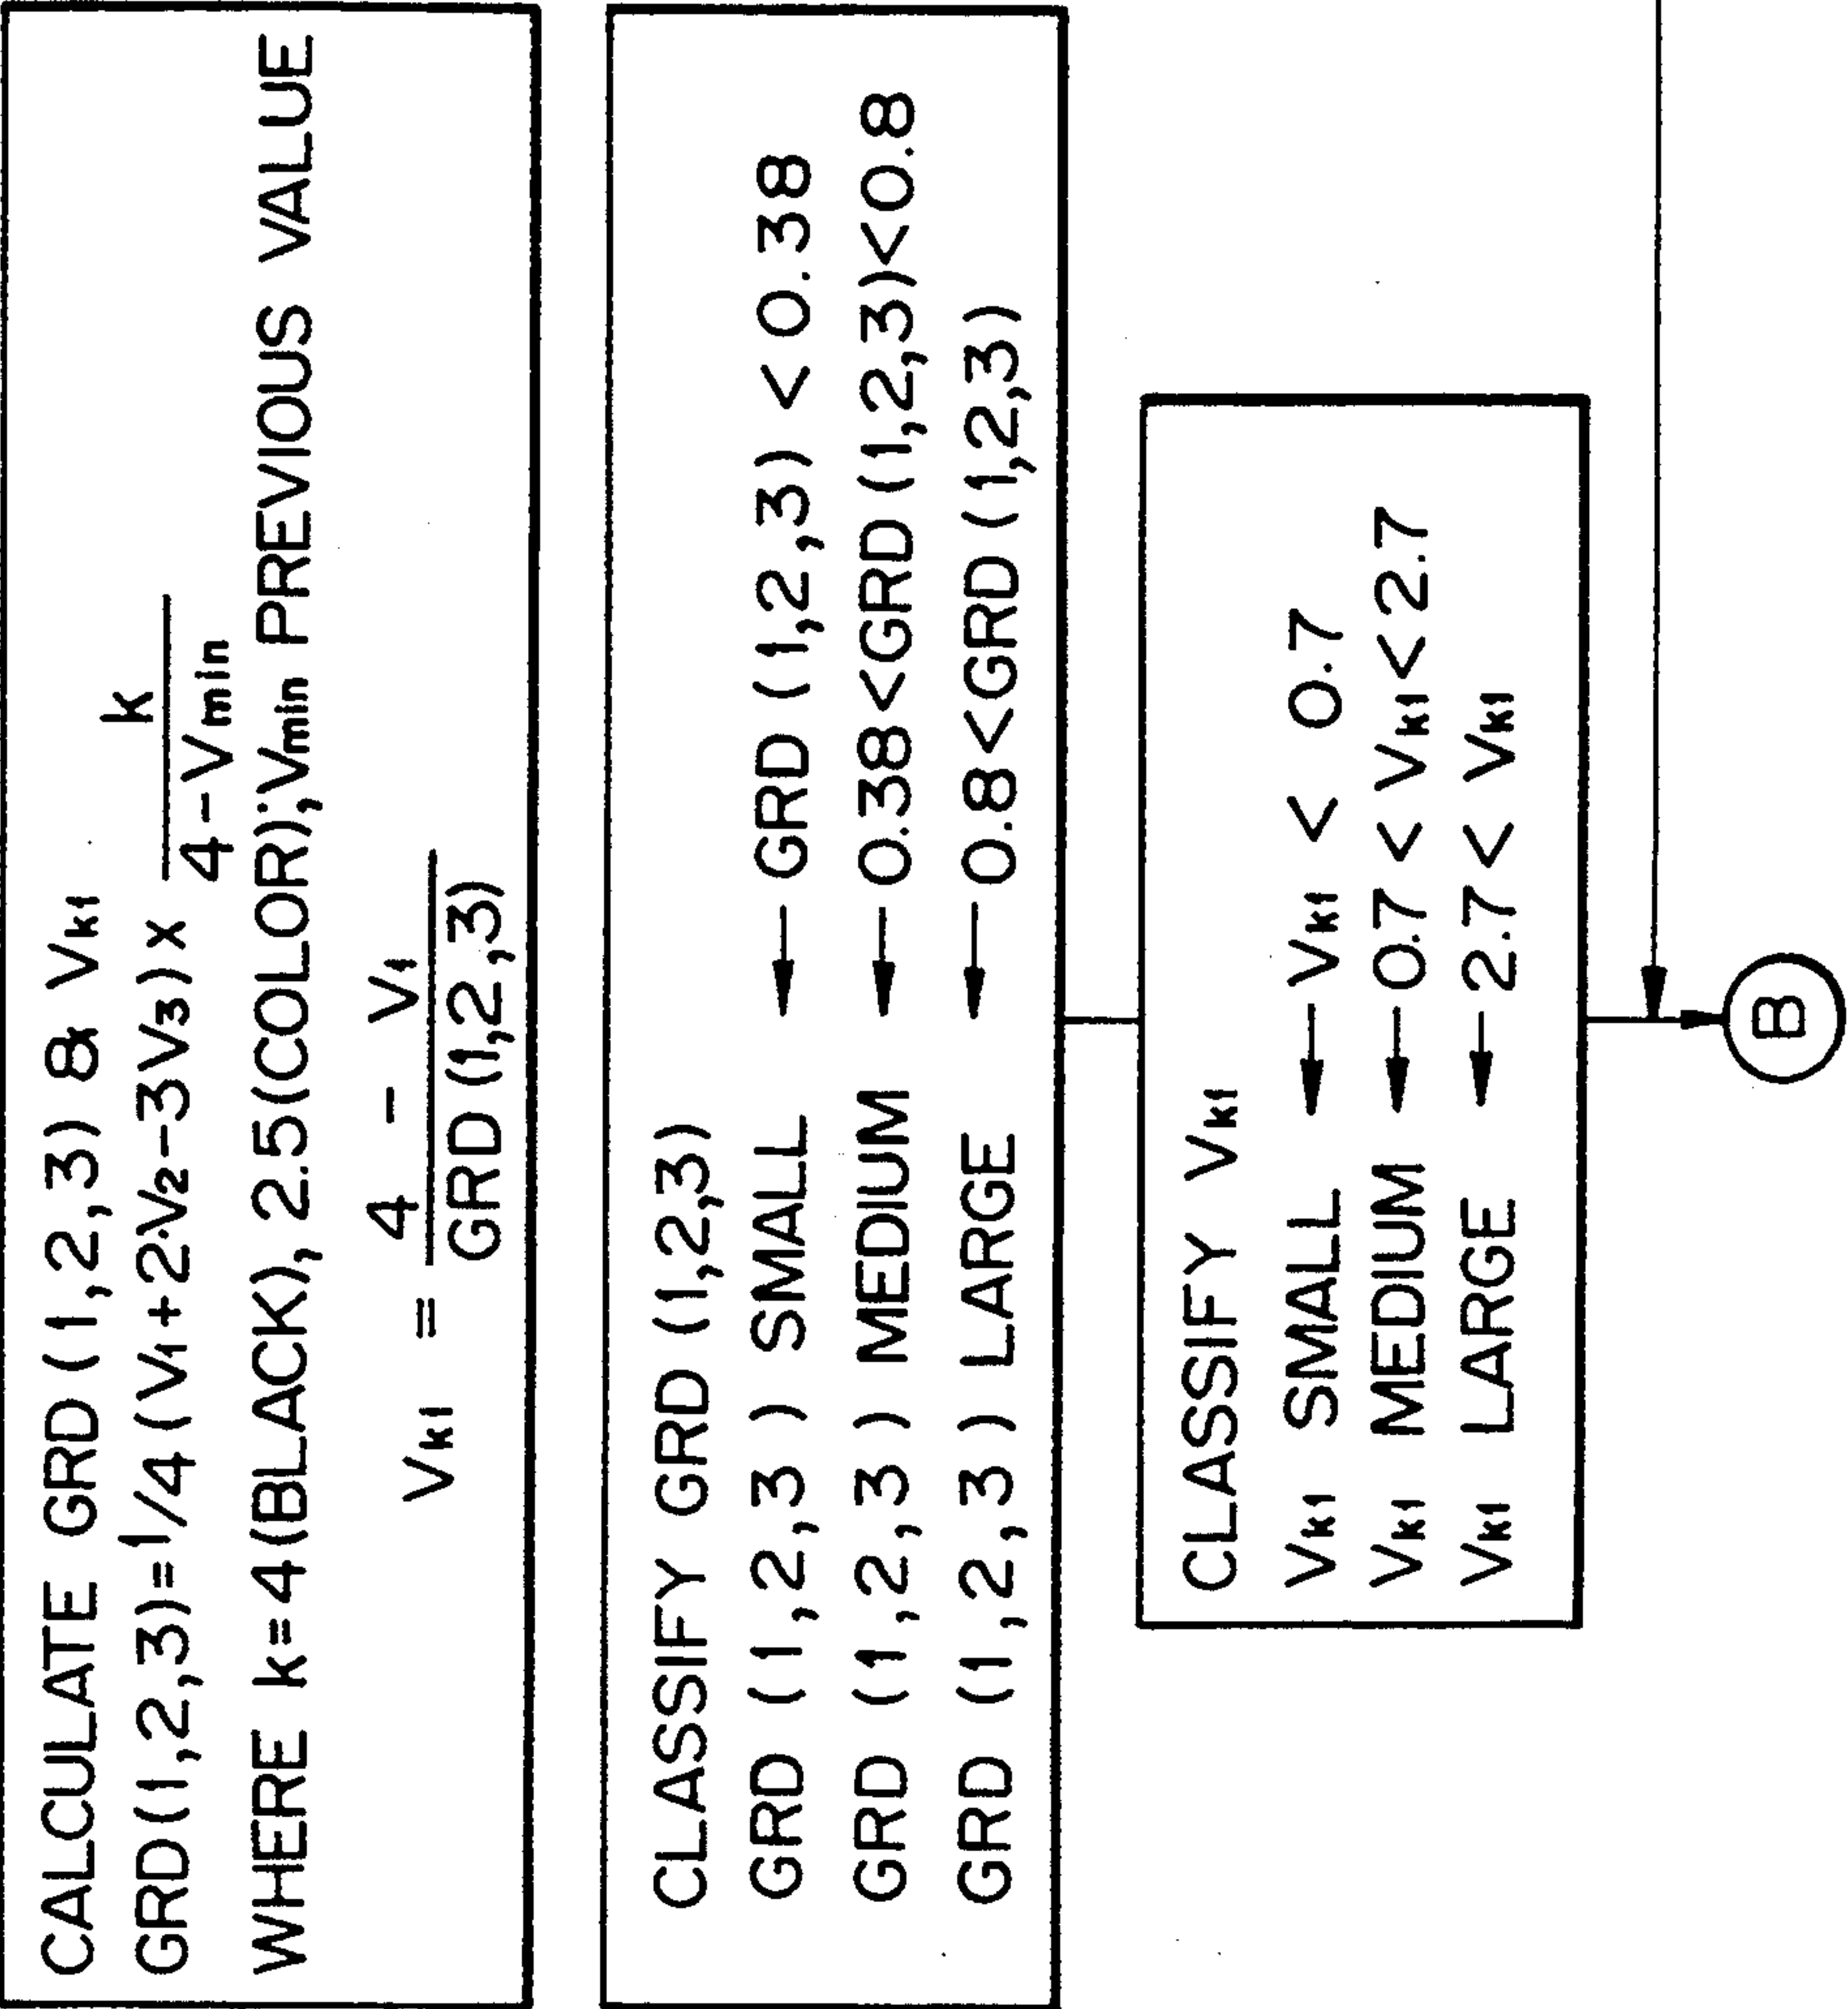 CALCULATE GRD (1,2,3) & Vk1
GRD(1,2,3)=1/4(V1+2·V2-3V3)× k/4-Vmin
WHERE k=4(BLACK), 2.5(COLOR);Vmin PREVIOUS VALUE
Vk1 = 4 - V1/GRD(1,2,3)
CLASSIFY GRD (1,2,3)
GRD (1,2,3) SMALL ← GRD (1,2,3) < 0.38
GRD (1,2,3) MEDIUM ← 0.38<GRD (1,2,3)<0.8
GRD (1,2,3) LARGE ← 0.8<GRD (1,2,3)
CLASSIFY Vk1
Vk1 SMALL ← Vk1 < 0.7
Vk1 MEDIUM ← 0.7 < Vk1 < 2.7
Vk1 LARGE ← 2.7 < Vk1
B